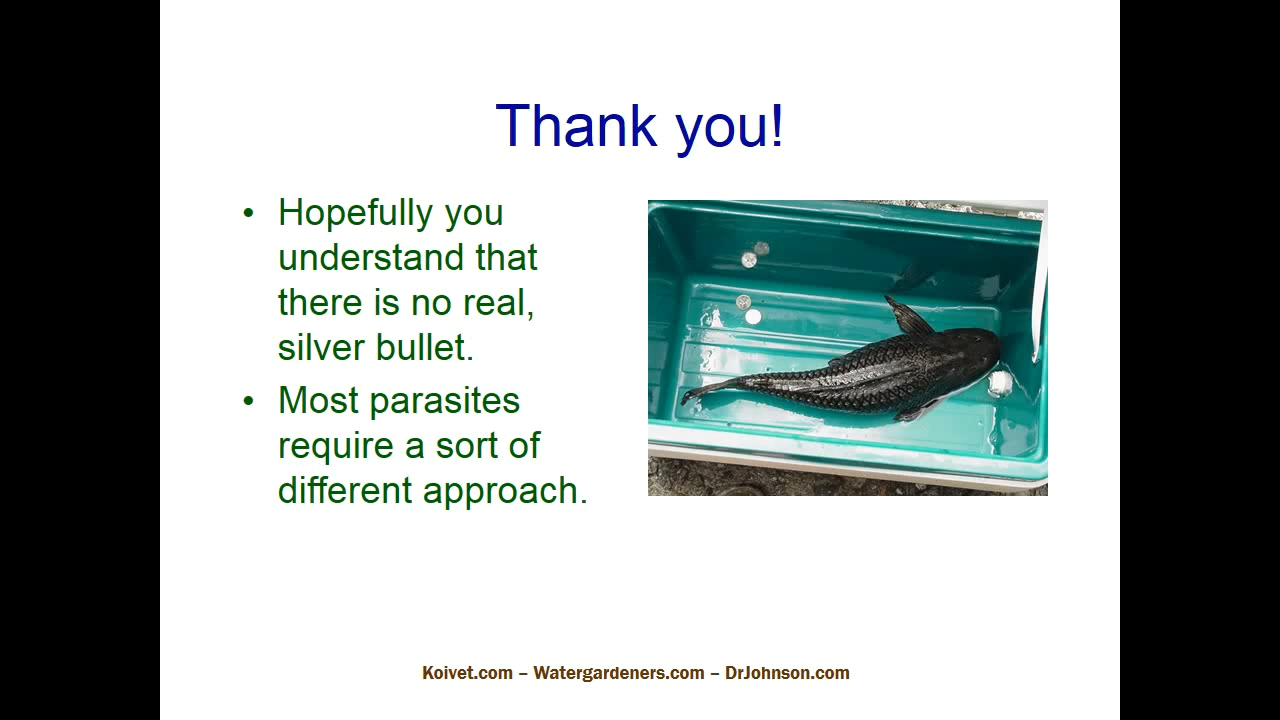 Thank you!
• Hopefully you
understand that
there is no real,
silver bullet.
• Most parasites
require a sort of
different approach.
Koivet.com – Watergardeners.com – DrJohnson.com